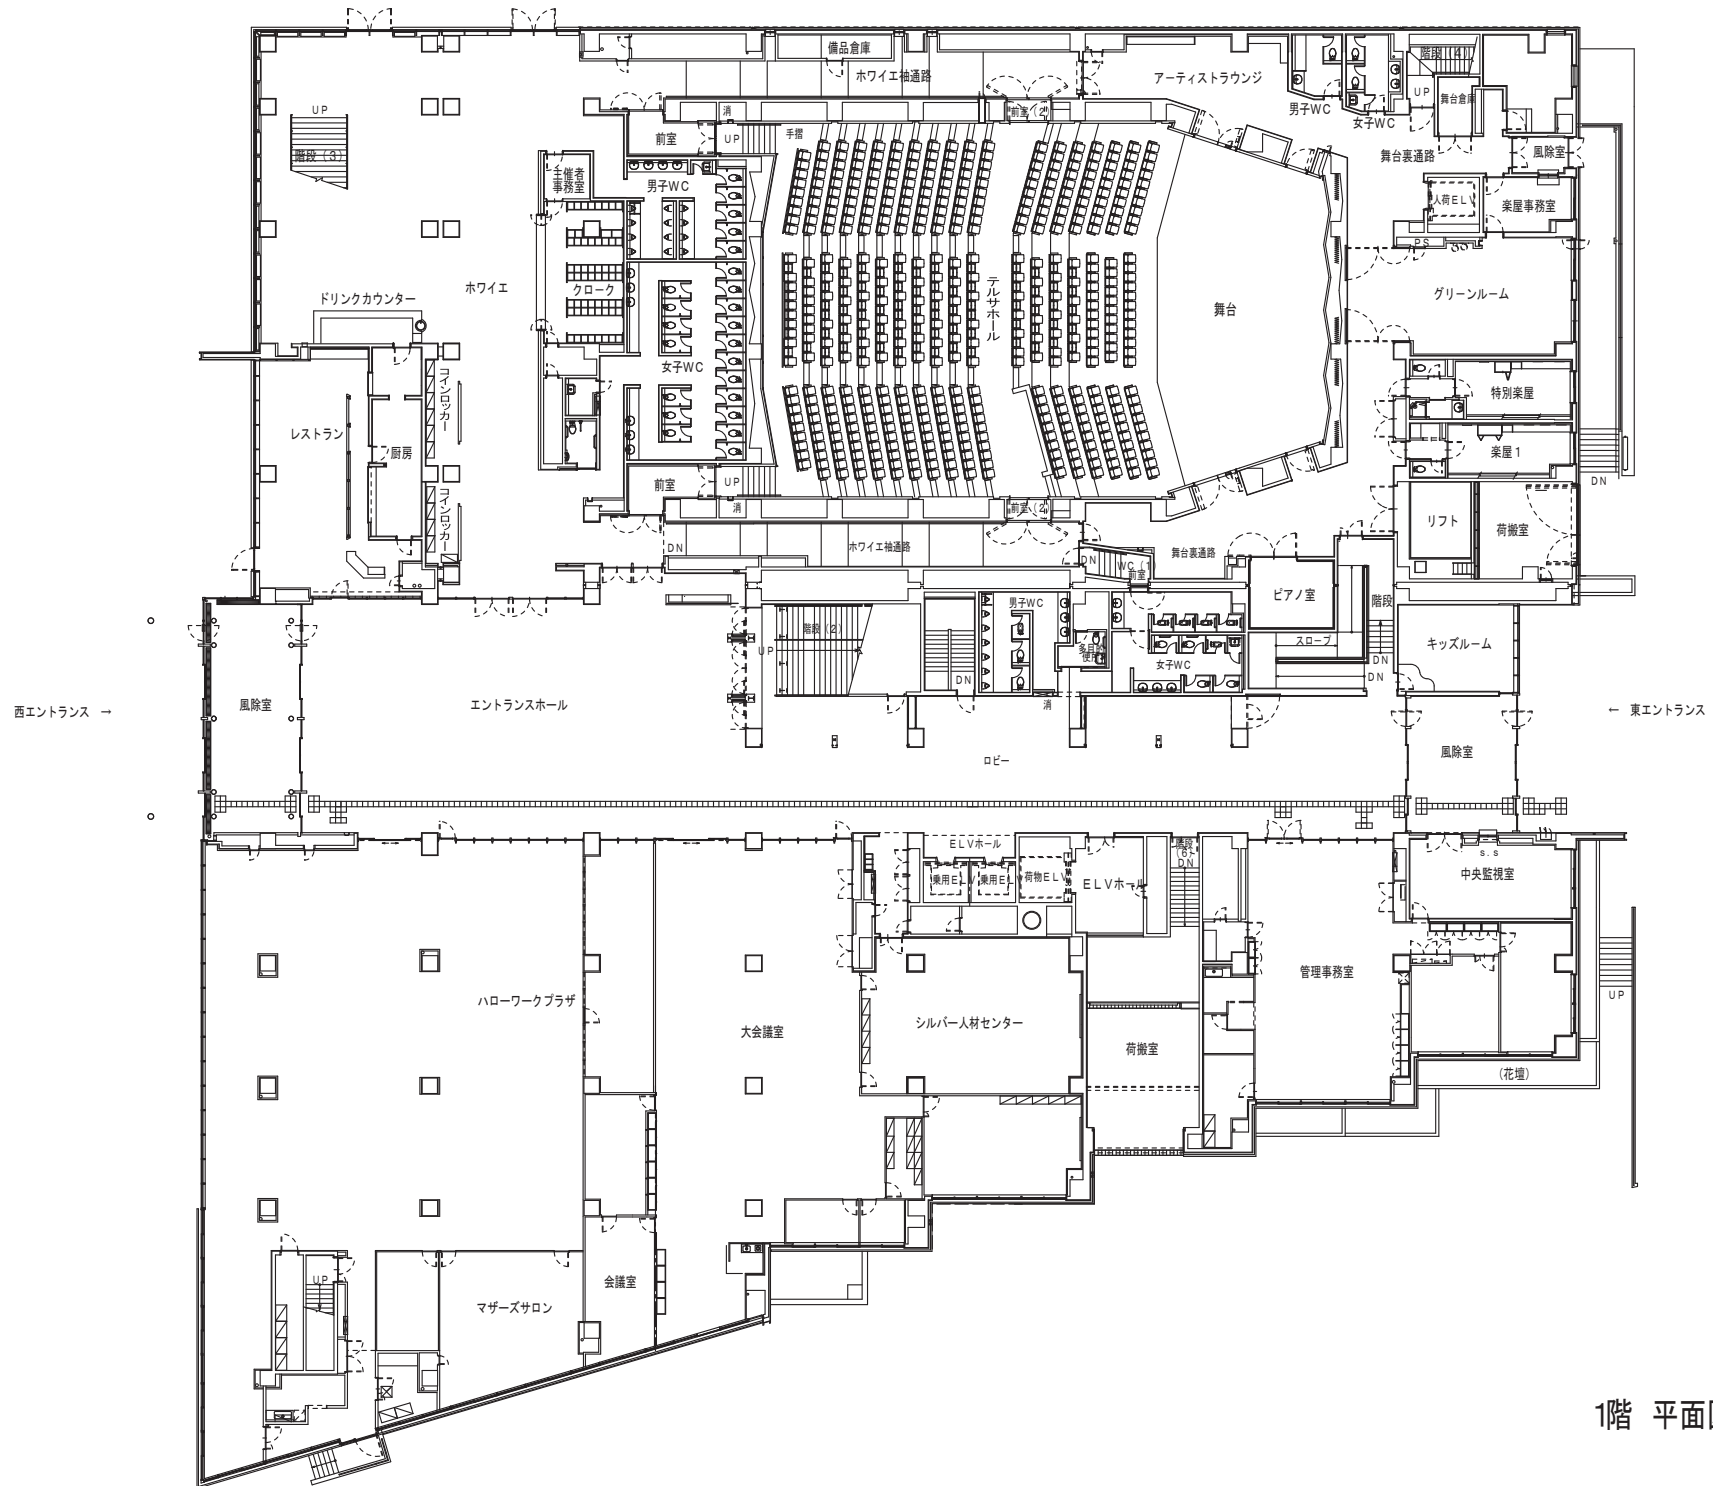 備品倉庫
ホワイエ袖通路
アーティストラウンジ
男子WC
女子WC
階段(4)
UP
舞台倉庫
UP
階段(3)
消
前室
UP
手摺
前室(2)
舞台裏通路
風除室
主催者
事務室
男子WC
人荷ELV
楽屋事務室
PS
ホワイエ
クローク
ドリンクカウンター
テルサホール
舞台
グリーンルーム
女子WC
コインロッカー
特別楽屋
レストラン
厨房
楽屋1
前室
UP
DN
コインロッカー
消
前室(2)
リフト
荷搬室
DN
ホワイエ袖通路
DN
WC(1)
前室
舞台裏通路
ピアノ室
階段
男子WC
階段(2)
UP
多目的
便所
女子WC
スロープ
DN
DN
キッズルーム
DN
消
西エントランス →
風除室
エントランスホール
← 東エントランス
風除室
ロビー
ELVホール
乗用ELV
乗用ELV
荷物ELV
ELVホール
階段
(6)
DN
S.S
中央監視室
ハローワークプラザ
大会議室
シルバー人材センター
荷搬室
管理事務室
UP
(花壇)
UP
マザーズサロン
会議室
1階 平面